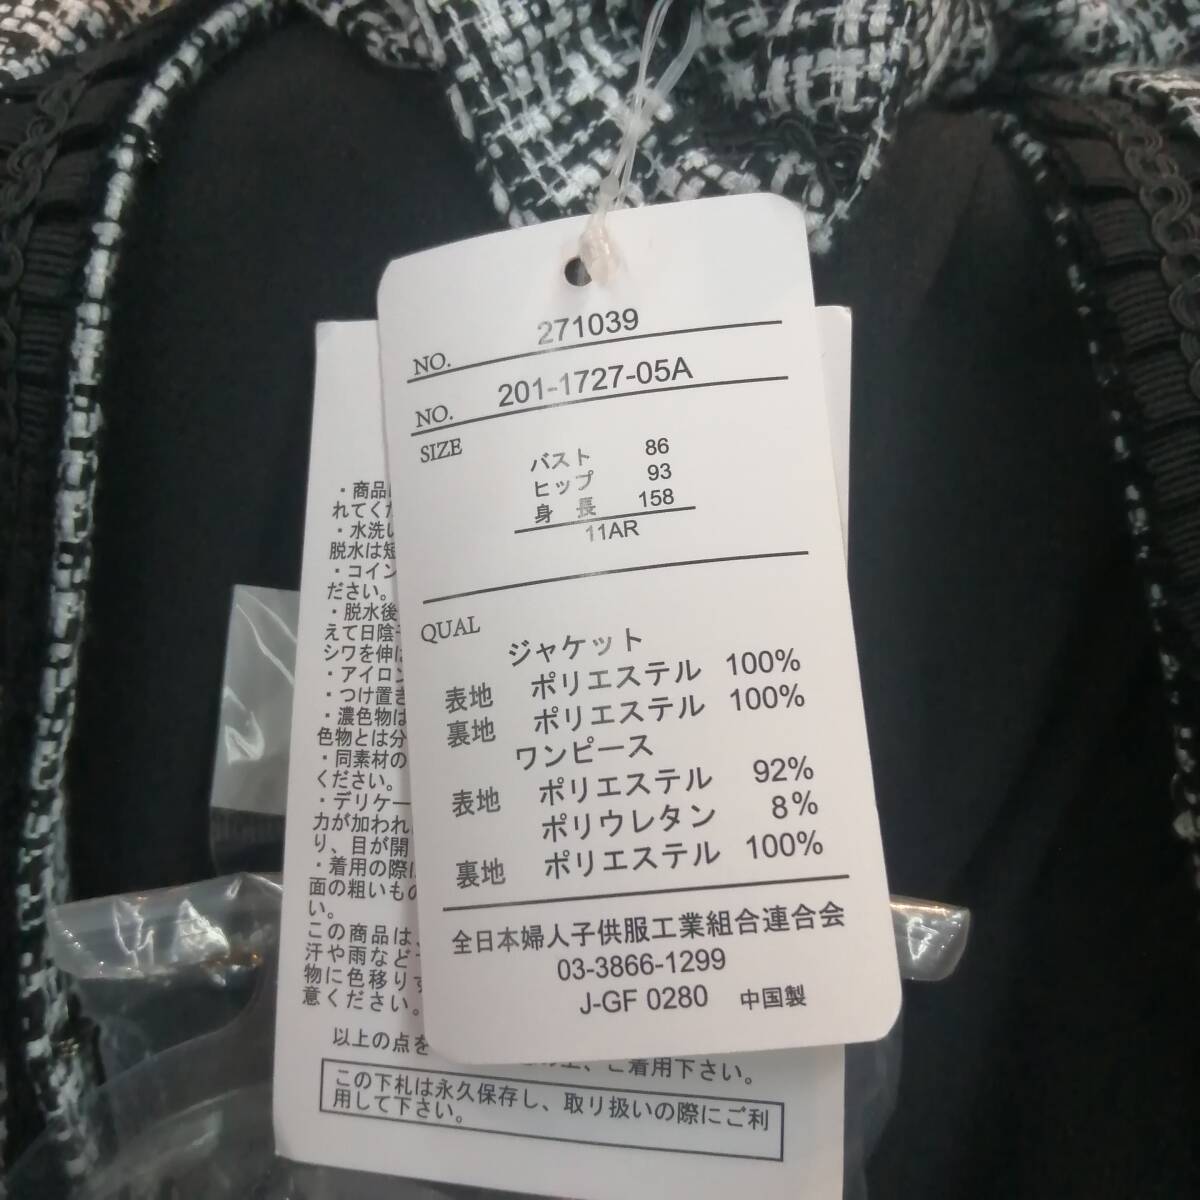 NO. 271039
NO. 201-1727-05A
SIZE
バスト 86
ヒップ 93
身長 158
11AR
QUAL
ジャケット
表地 ポリエステル 100%
裏地 ポリエステル 100%
ワンピース
表地 ポリエステル 92%
ポリウレタン 8%
裏地 ポリエステル 100%
全日本婦人子供服工業組合連合会
03-3866-1299
J-GF 0280 中国製
・商品
れてくだ
・水洗い
脱水は短
・コイン
ださい。
・脱水後
えて日陰
シワを伸
・アイロン
・つけ置き
・濃色物は
色物とは分
・同素材の
ください。
・デリケー
力が加われ
り、目が開
・着用の際
面の粗いもの
い。
この商品は、
汗や雨など
物に色移りす
意ください。
以上の点を
ご着用下さい。
この下札は永久保存し、取り扱いの際にご利
用して下さい。